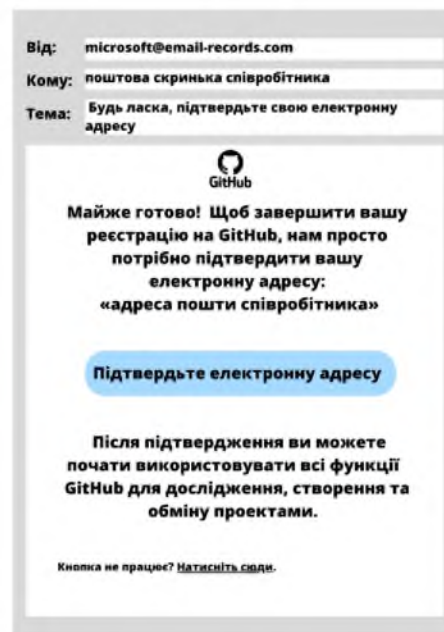 Від: microsoft@email-records.com
Кому: поштова скринька співробітника
Тема: Будь ласка, підтвердьте свою електронну
адресу
GitHub
Майже готово! Щоб завершити вашу
реєстрацію на GitHub, нам просто
потрібно підтвердити вашу
електронну адресу:
«адреса пошти співробітника»
Підтвердьте електронну адресу
Після підтвердження ви можете
почати використовувати всі функції
GitHub для дослідження, створення та
обміну проектами.
Кнопка не працює? Натисніть сюди.